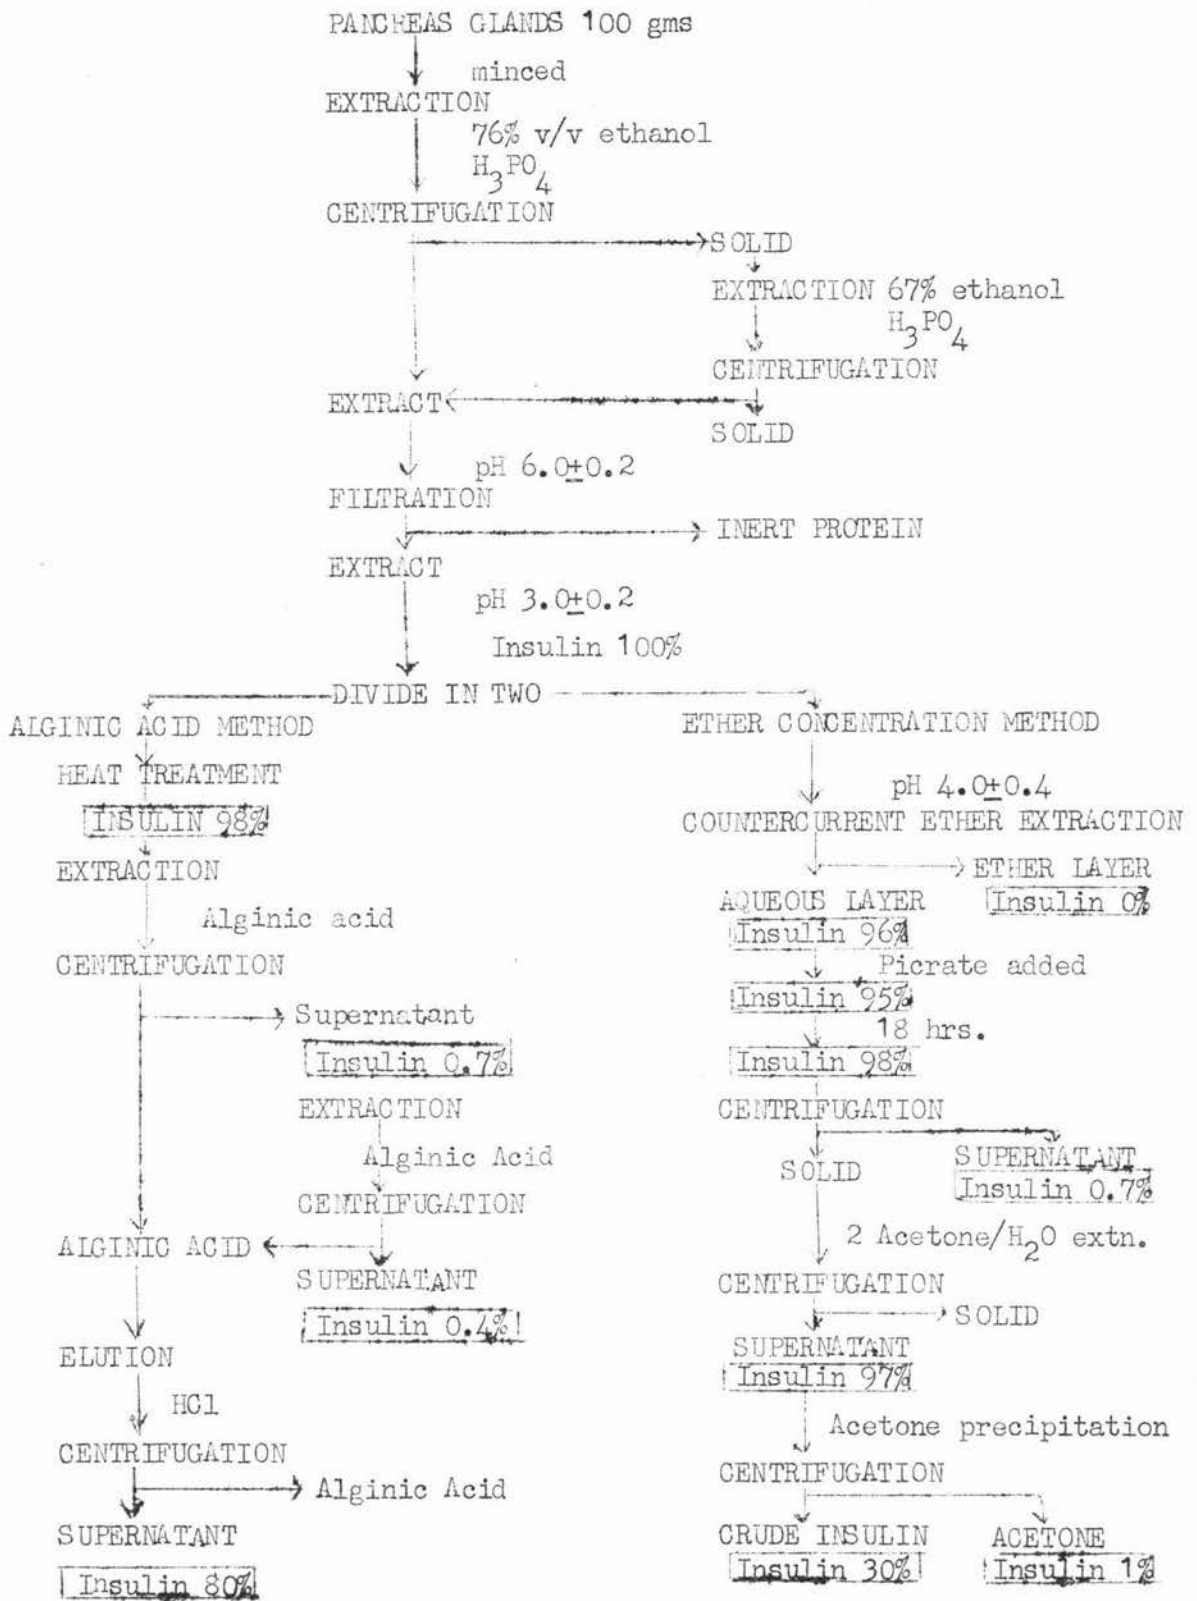 PANCREAS GLANDS 100 gms
minced
EXTRACTION
76% v/v ethanol
H3PO4
CENTRIFUGATION
SOLID
EXTRACTION 67% ethanol
H3PO4
CENTRIFUGATION
EXTRACT
SOLID
pH 6.0±0.2
FILTRATION
INERT PROTEIN
EXTRACT
pH 3.0±0.2
Insulin 100%
DIVIDE IN TWO
ALGINIC ACID METHOD
HEAT TREATMENT
INSULIN 98%
EXTRACTION
Alginic acid
CENTRIFUGATION
Supernatant
Insulin 0.7%
EXTRACTION
Alginic Acid
CENTRIFUGATION
ALGINIC ACID
SUPERNATANT
Insulin 0.4%
ELUTION
HCl
CENTRIFUGATION
Alginic Acid
SUPERNATANT
Insulin 80%
ETHER CONCENTRATION METHOD
pH 4.0±0.4
COUNTERCURRENT ETHER EXTRACTION
ETHER LAYER
Insulin 0%
AQUEOUS LAYER
Insulin 96%
Picrate added
Insulin 95%
18 hrs.
Insulin 98%
CENTRIFUGATION
SOLID
SUPERNATANT
Insulin 0.7%
2 Acetone/H2O extn.
CENTRIFUGATION
SOLID
SUPERNATANT
Insulin 97%
Acetone precipitation
CENTRIFUGATION
CRUDE INSULIN
Insulin 30%
ACETONE
Insulin 1%